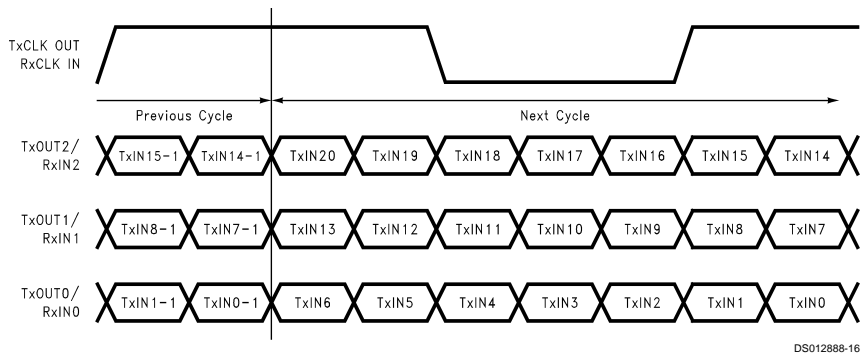 TxCLK OUT
RxCLK IN
Previous Cycle
Next Cycle
TxOUT2/
RxIN2
TxIN15-1 TxIN14-1 TxIN20 TxIN19 TxIN18 TxIN17 TxIN16 TxIN15 TxIN14
TxOUT1/
RxIN1
TxIN8-1 TxIN7-1 TxIN13 TxIN12 TxIN11 TxIN10 TxIN9 TxIN8 TxIN7
TxOUT0/
RxIN0
TxIN1-1 TxIN0-1 TxIN6 TxIN5 TxIN4 TxIN3 TxIN2 TxIN1 TxIN0
DS012888-16